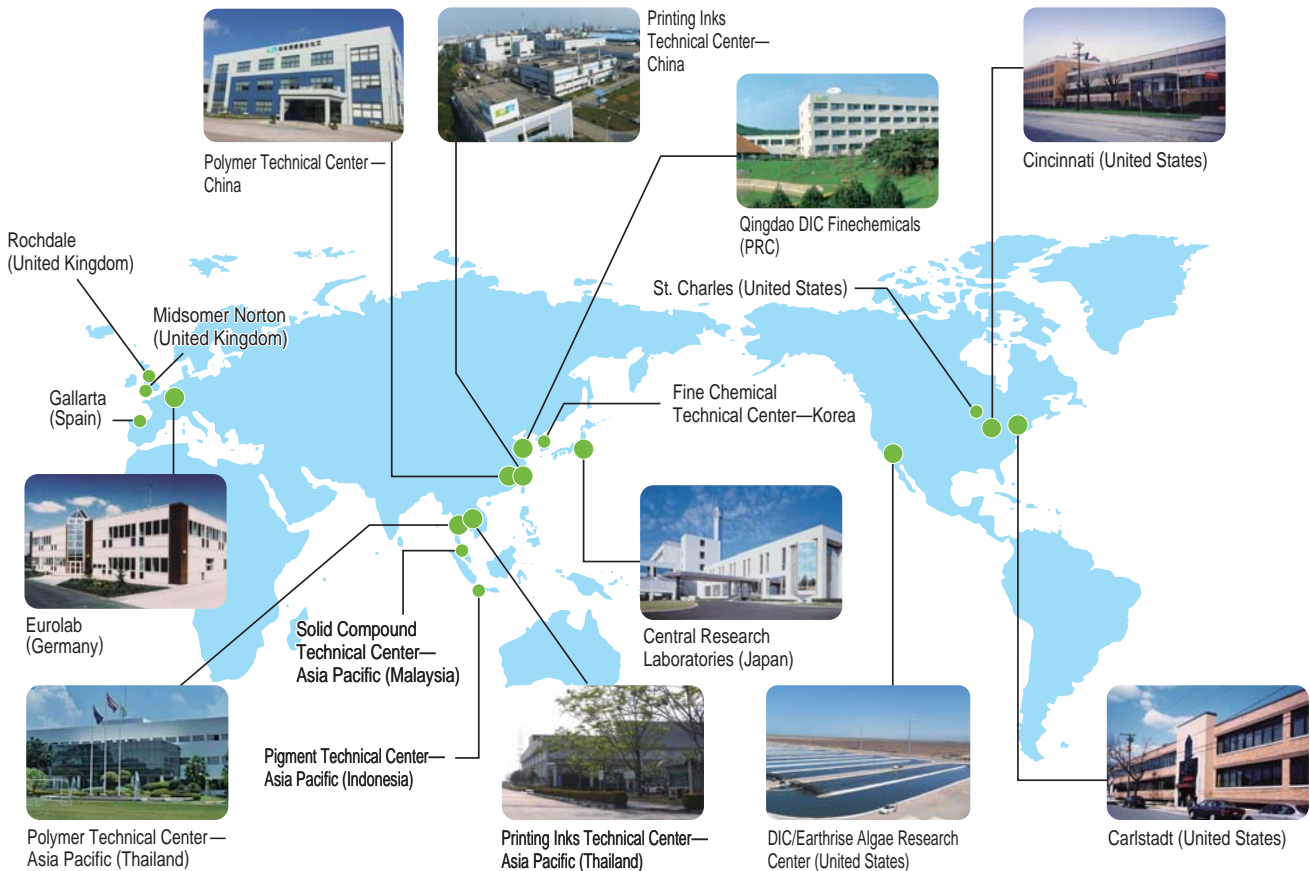 Printing Inks
Technical Center—
China
Polymer Technical Center—
China
Qingdao DIC Finechemicals
(PRC)
Cincinnati (United States)
Rochdale
(United Kingdom)
Midsomer Norton
(United Kingdom)
Gallarta
(Spain)
St. Charles (United States)
Fine Chemical
Technical Center—Korea
Eurolab
(Germany)
Solid Compound
Technical Center—
Asia Pacific (Malaysia)
Central Research
Laboratories (Japan)
Pigment Technical Center—
Asia Pacific (Indonesia)
Polymer Technical Center—
Asia Pacific (Thailand)
Printing Inks Technical Center—
Asia Pacific (Thailand)
DIC/Earthrise Algae Research
Center (United States)
Carlstadt (United States)